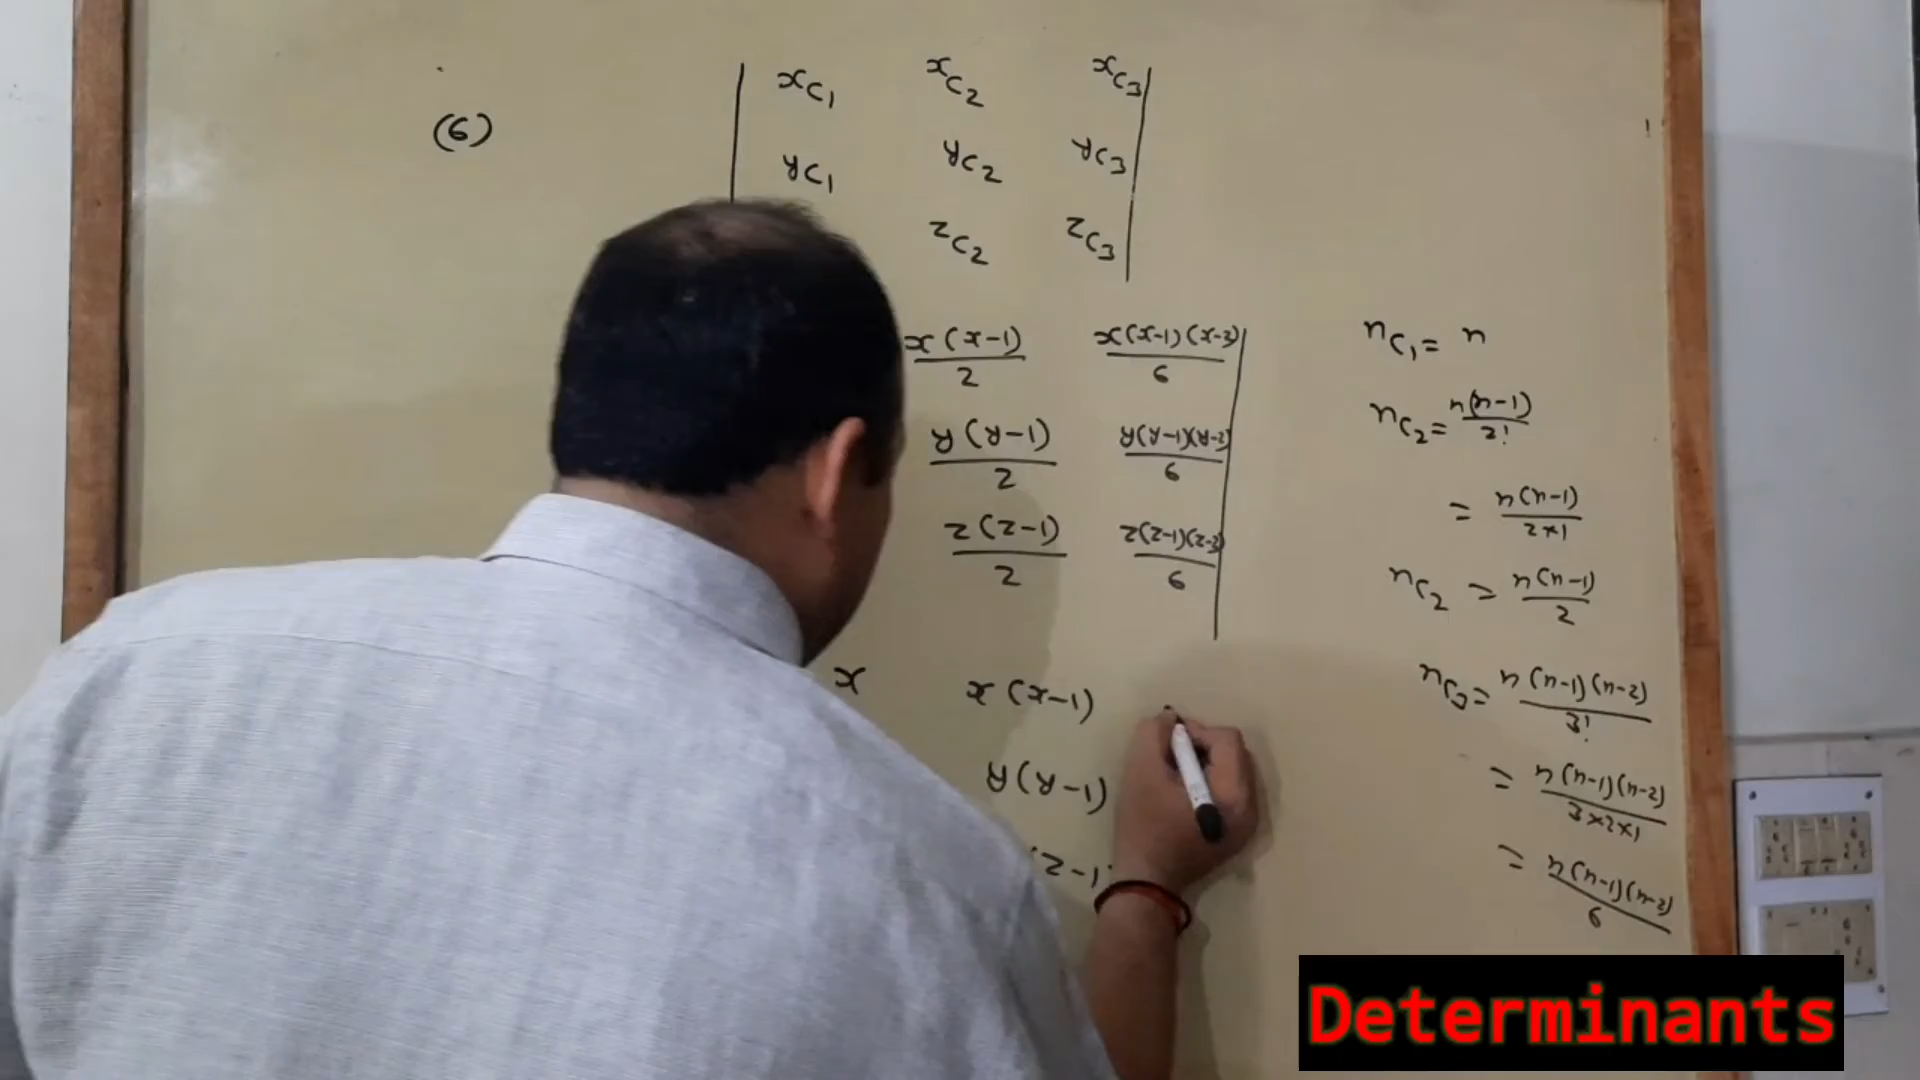 (6)
xC₁ xC₂ xC₃
yC₁ yC₂ yC₃
zC₂ zC₃
x(x-1)/2 x(x-1)(x-2)/6
y(y-1)/2 y(y-1)(y-2)/6
z(z-1)/2 z(z-1)(z-2)/6
x x(x-1)
y(y-1)
(z-1
nC₁ = n
nC₂ = n(n-1)/2!
= n(n-1)/2×1
nC₂ = n(n-1)/2
nC₃ = n(n-1)(n-2)/3!
= n(n-1)(n-2)/3×2×1
= n(n-1)(n-2)/6
Determinants